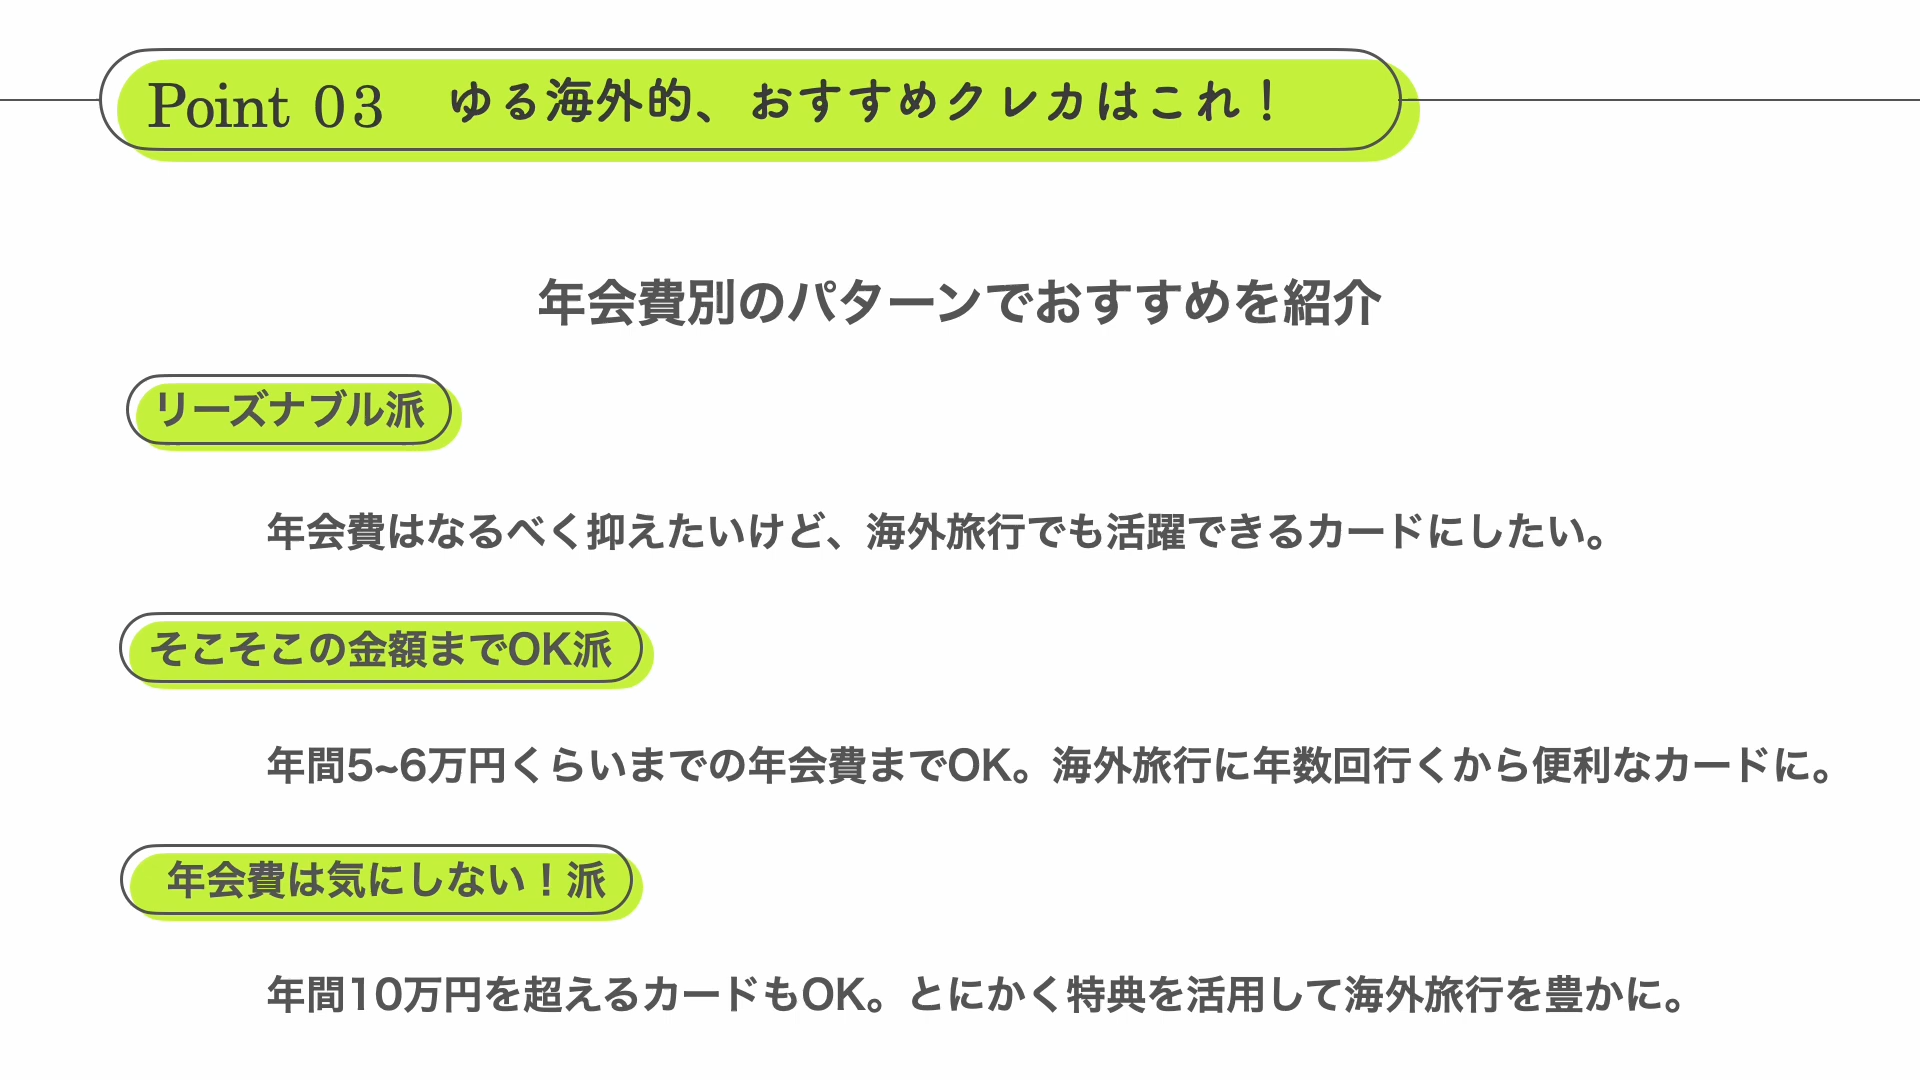 Point 03 ゆる海外的、おすすめクレカはこれ！
年会費別のパターンでおすすめを紹介
リーズナブル派
年会費はなるべく抑えたいけど、海外旅行でも活躍できるカードにしたい。
そこそこの金額までOK派
年間5~6万円くらいまでの年会費までOK。海外旅行に年数回行くから便利なカードに。
年会費は気にしない！派
年間10万円を超えるカードもOK。とにかく特典を活用して海外旅行を豊かに。